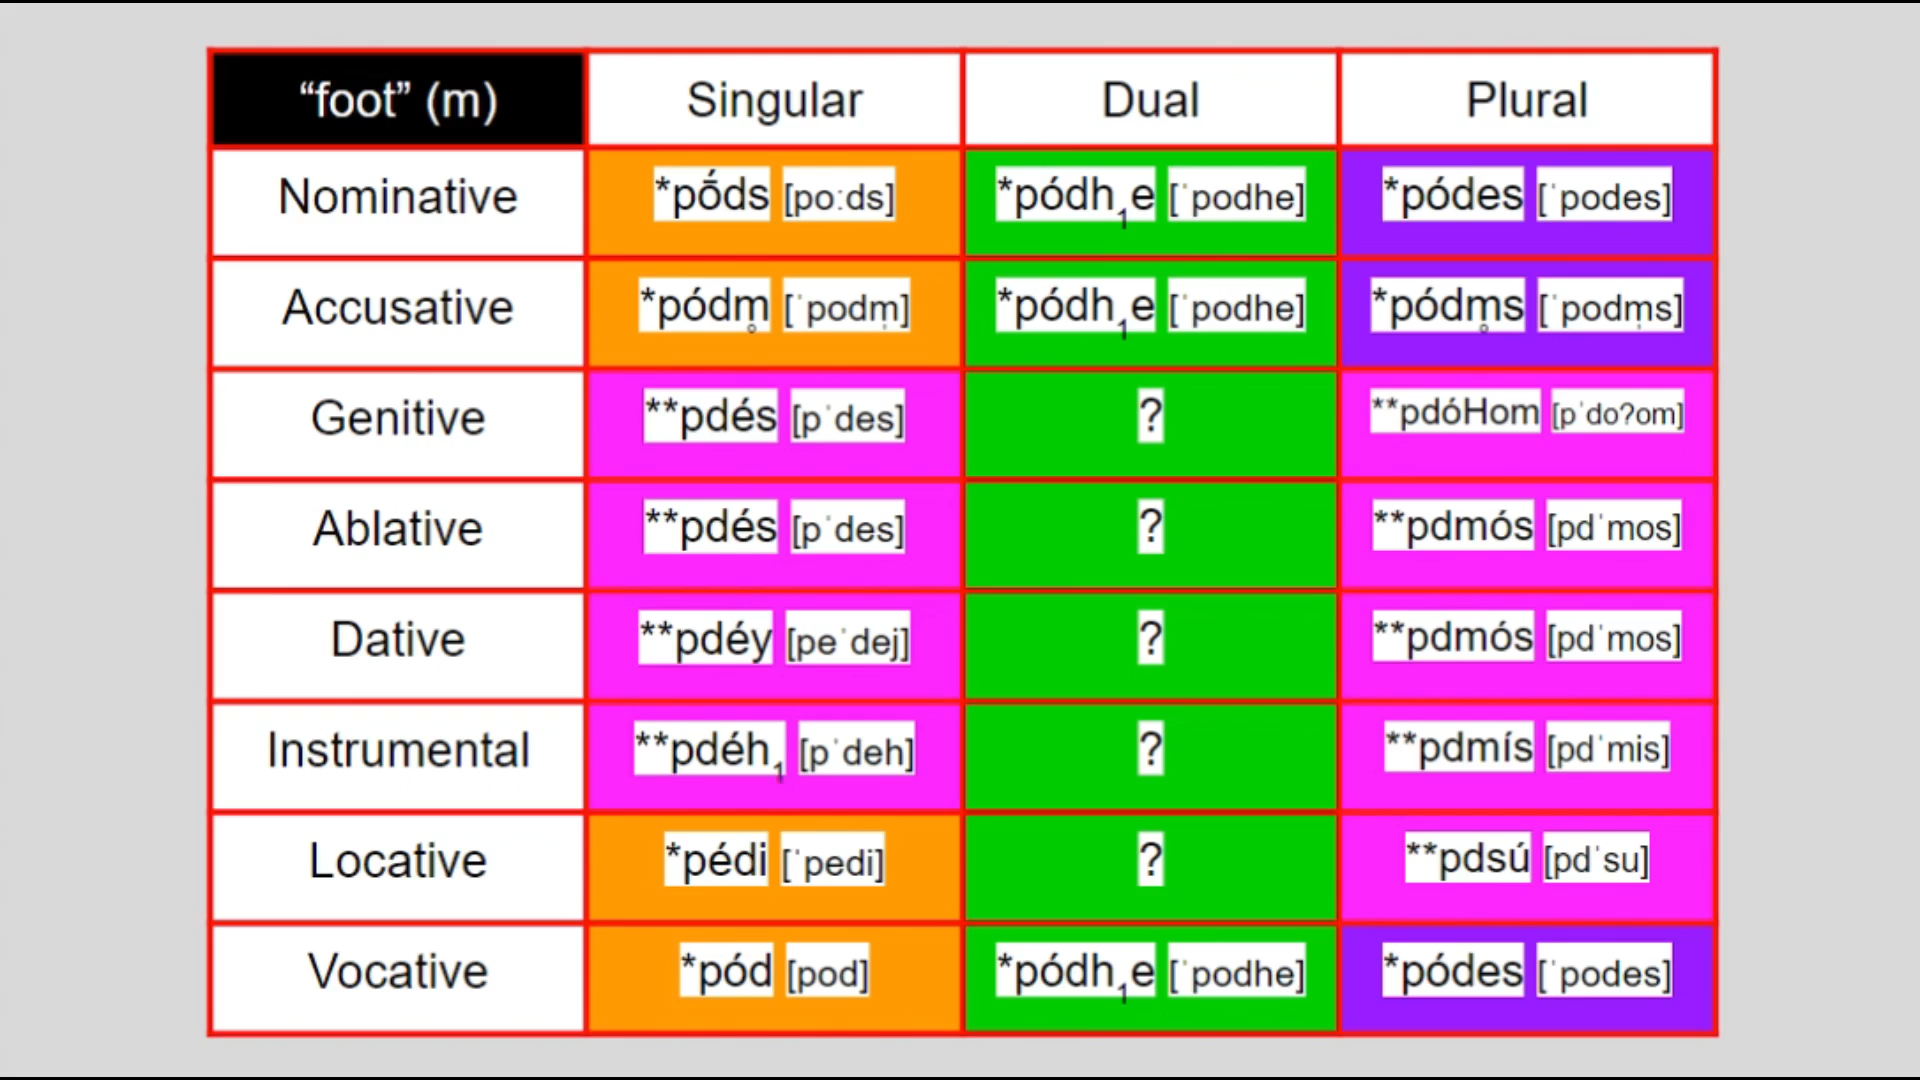 “foot” (m) Singular Dual Plural
Nominative *pṓds [poːds] *pódh₁e [ˈpodhe] *pódes [ˈpodes]
Accusative *pódm̥ [ˈpodm̩] *pódh₁e [ˈpodhe] *pódm̥s [ˈpodm̩s]
Genitive **pdés [pˈdes] ? **pdóHom [pˈdo?om]
Ablative **pdés [pˈdes] ? **pdmós [pdˈmos]
Dative **pdéy [peˈdej] ? **pdmós [pdˈmos]
Instrumental **pdéh₁ [pˈdeh] ? **pdmís [pdˈmis]
Locative *pédi [ˈpedi] ? **pdsú [pdˈsu]
Vocative *pód [pod] *pódh₁e [ˈpodhe] *pódes [ˈpodes]